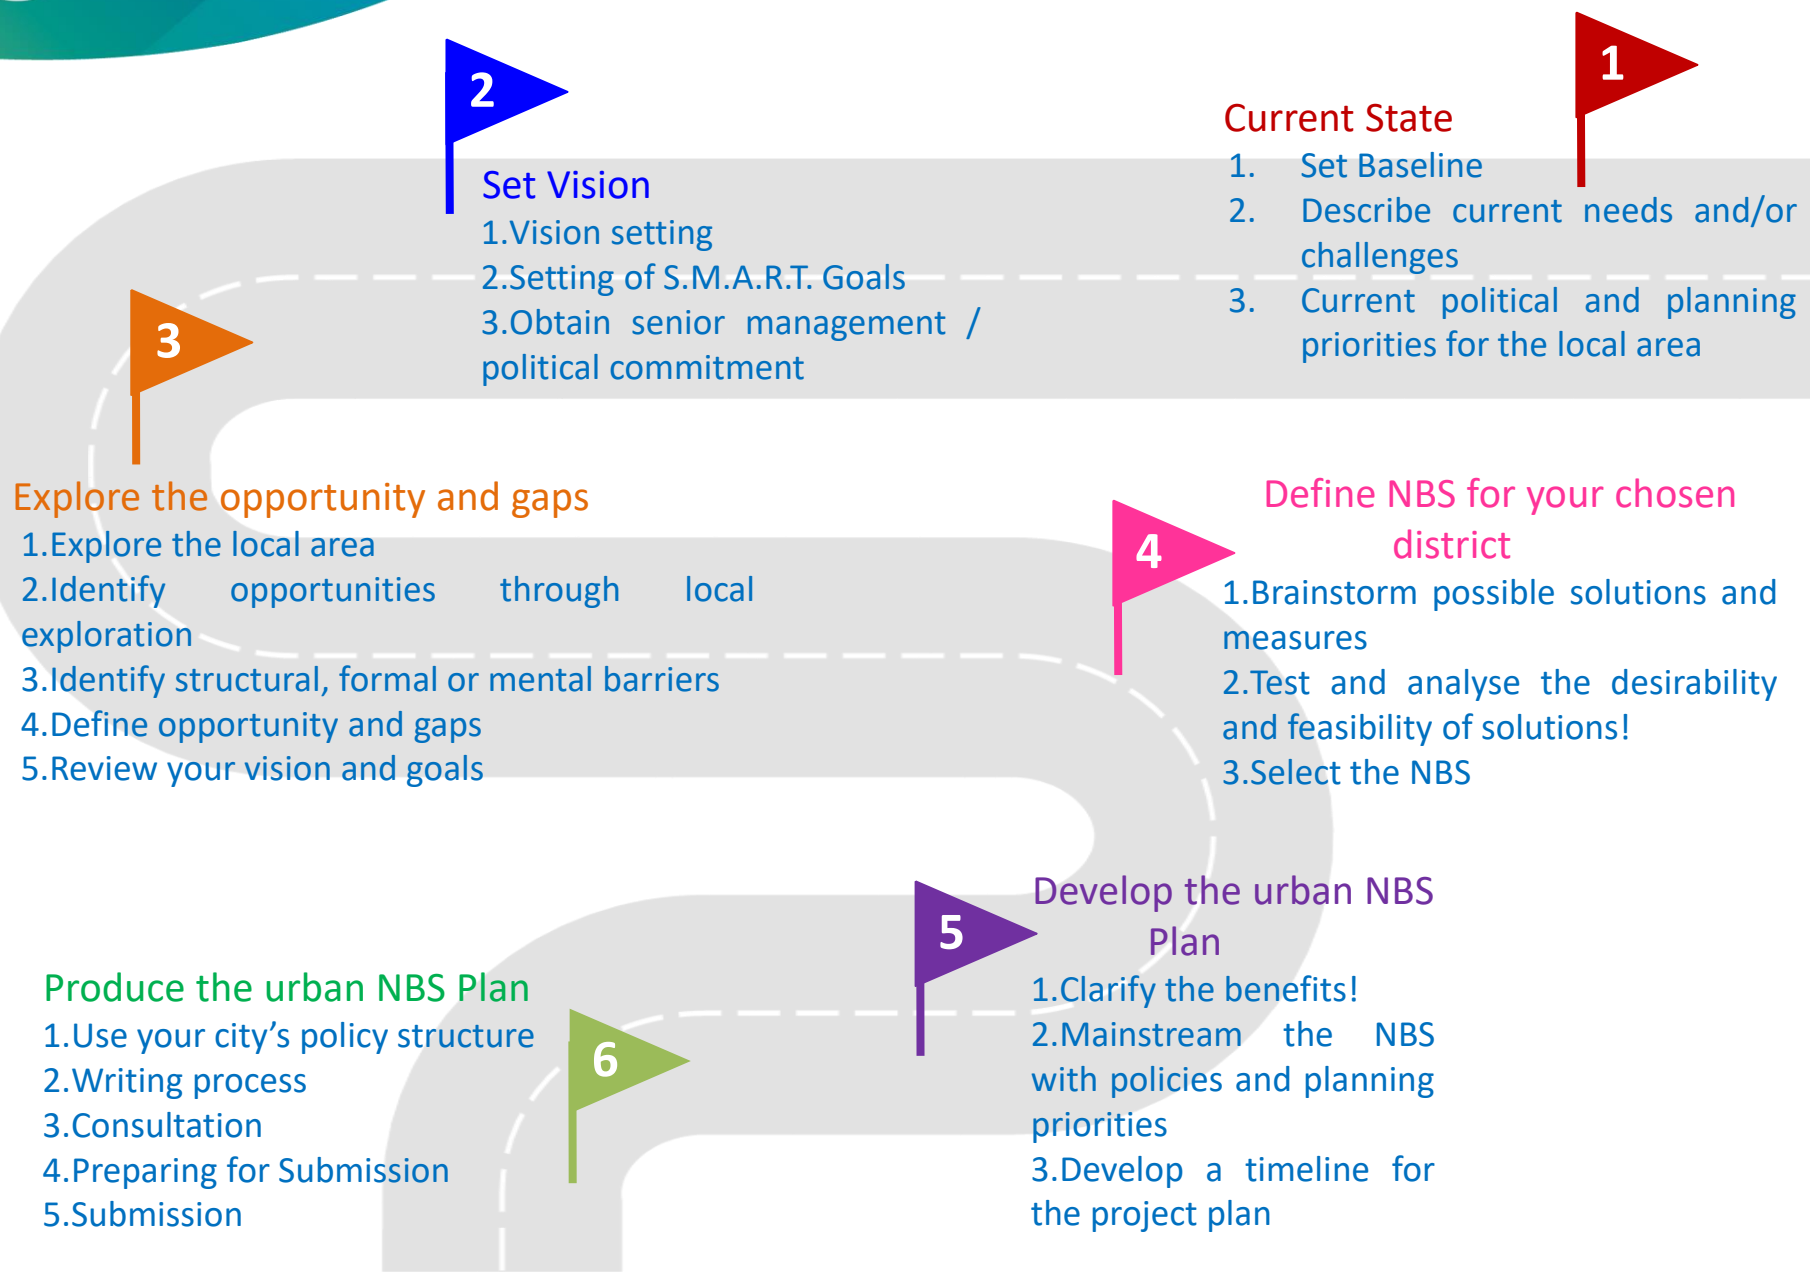 1
Current State
1. Set Baseline
2. Describe current needs and/or
challenges
3. Current political and planning
priorities for the local area
2
Set Vision
1.Vision setting
2.Setting of S.M.A.R.T. Goals
3.Obtain senior management /
political commitment
3
Explore the opportunity and gaps
1.Explore the local area
2.Identify opportunities through local
exploration
3.Identify structural, formal or mental barriers
4.Define opportunity and gaps
5.Review your vision and goals
4
Define NBS for your chosen
district
1.Brainstorm possible solutions and
measures
2.Test and analyse the desirability
and feasibility of solutions!
3.Select the NBS
5
Develop the urban NBS
Plan
1.Clarify the benefits!
2.Mainstream the NBS
with policies and planning
priorities
3.Develop a timeline for
the project plan
6
Produce the urban NBS Plan
1.Use your city’s policy structure
2.Writing process
3.Consultation
4.Preparing for Submission
5.Submission